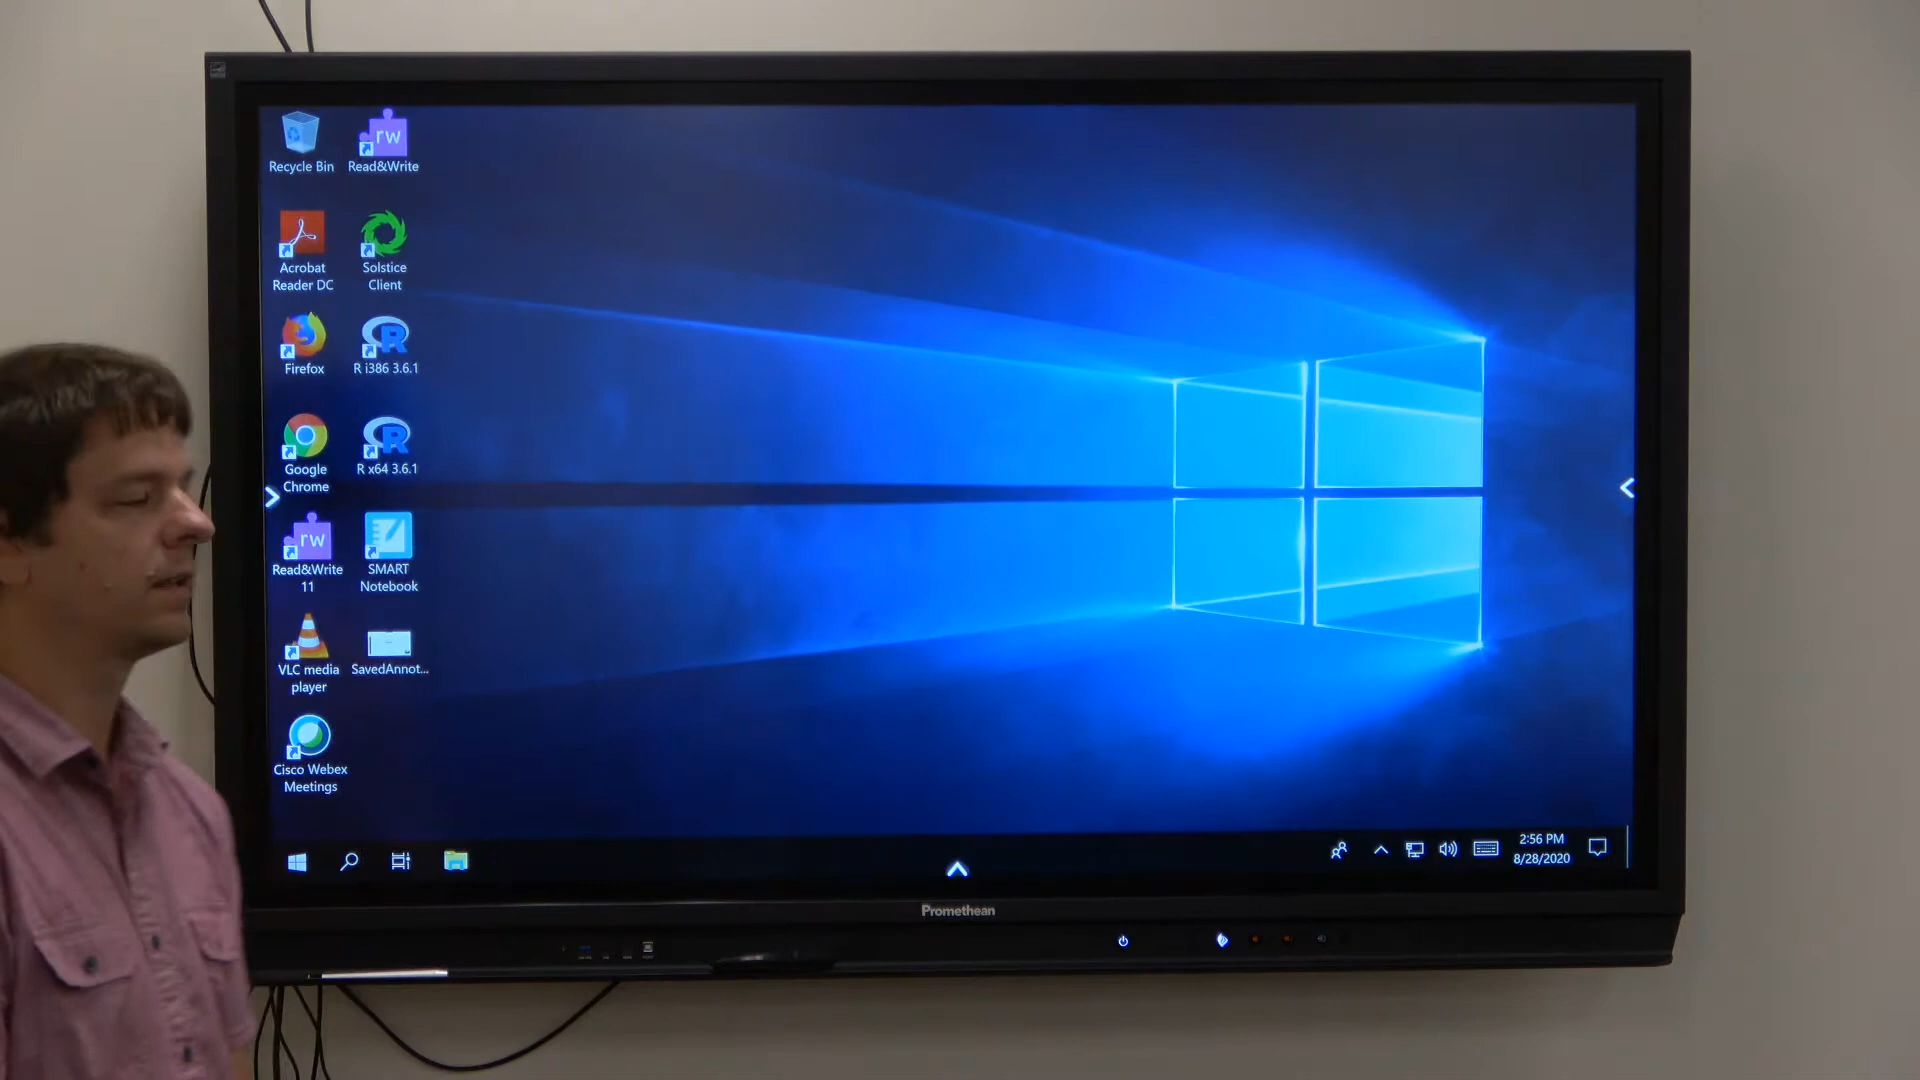 Recycle Bin
rw
Read&Write
Acrobat
Reader DC
Solstice
Client
Firefox
R
R i386 3.6.1
Google
Chrome
R
R x64 3.6.1
rw
Read&Write
11
SMART
Notebook
VLC media
player
SavedAnnot...
Cisco Webex
Meetings
2:56 PM
8/28/2020
Promethean